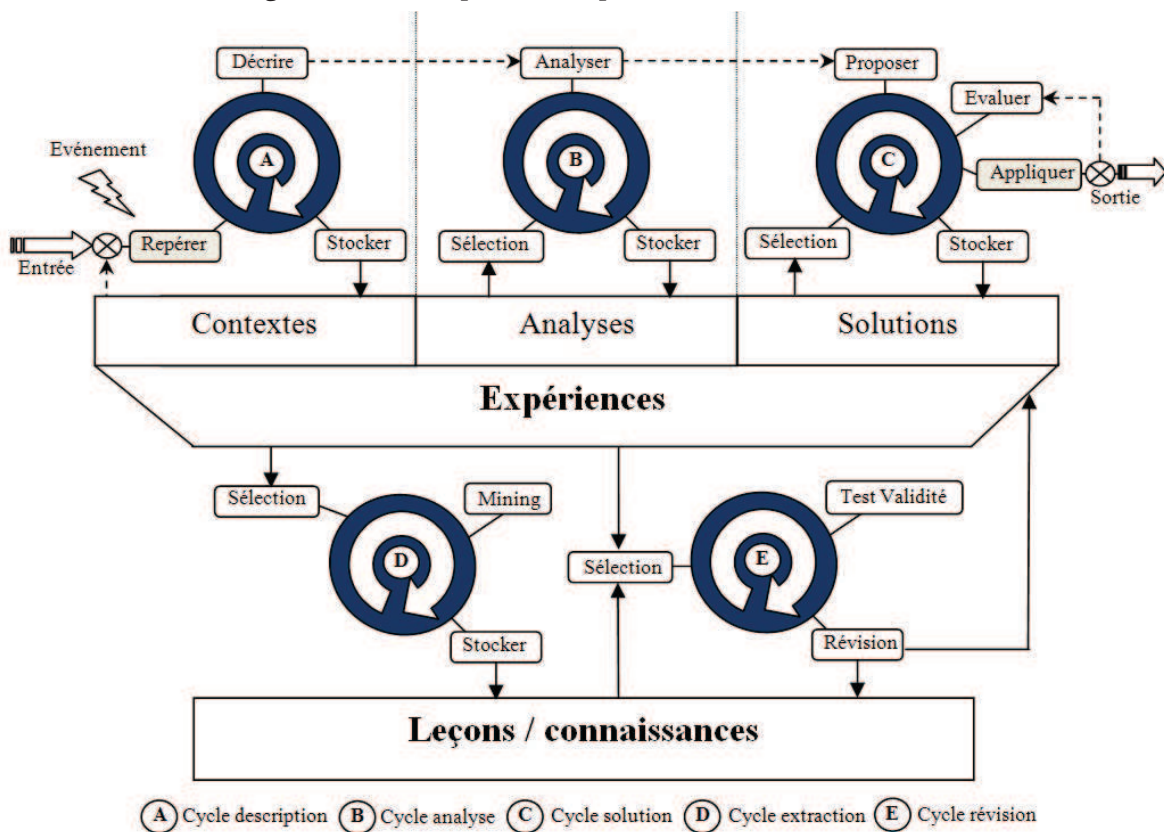 Décrire
Analyser
Proposer
Evaluer
Evénement
A
B
C
Appliquer
Sortie
Repérer
Stocker
Sélection
Stocker
Sélection
Stocker
Entrée
Contextes
Analyses
Solutions
Expériences
Sélection
Mining
Test Validité
D
Sélection
E
Stocker
Révision
Leçons / connaissances
A Cycle description B Cycle analyse C Cycle solution D Cycle extraction E Cycle révision